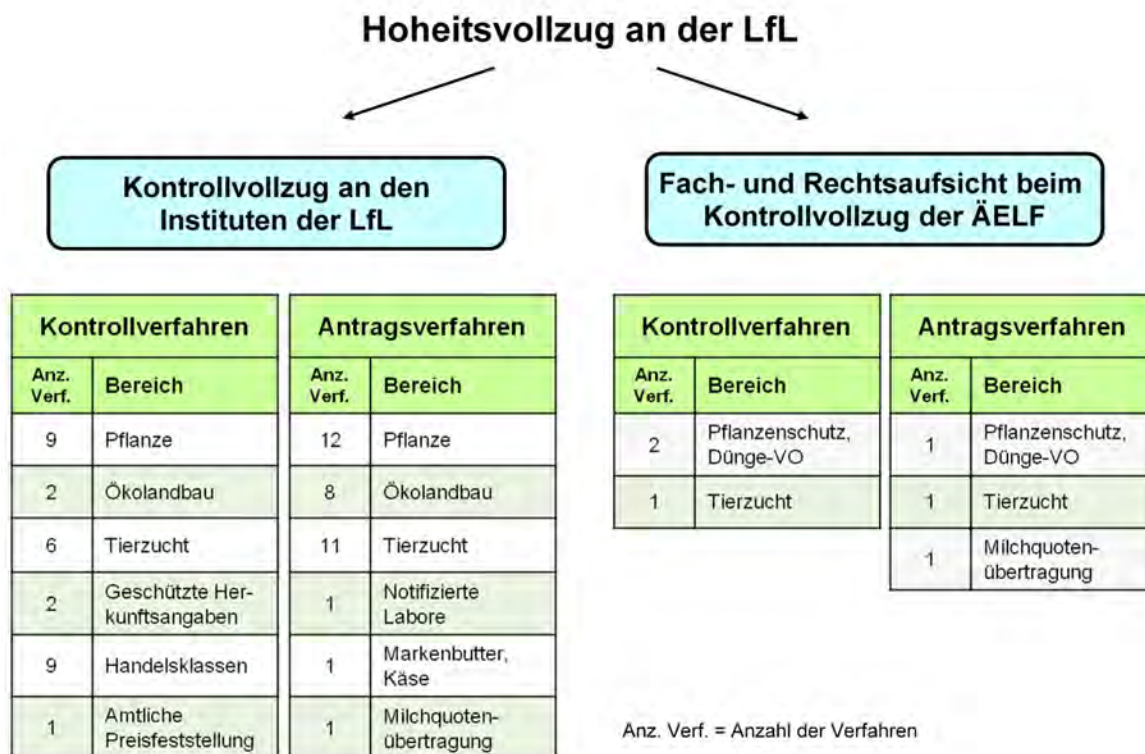 Hoheitsvollzug an der LfL
Kontrollvollzug an den
Instituten der LfL
Fach- und Rechtsaufsicht beim
Kontrollvollzug der ÄELF
Kontrollverfahren
Anz.
Verf.
Bereich
9 Pflanze
2 Ökolandbau
6 Tierzucht
2 Geschützte Her-
kunftsangaben
9 Handelsklassen
1 Amtliche
Preisfeststellung
Antragsverfahren
Anz.
Verf.
Bereich
12 Pflanze
8 Ökolandbau
11 Tierzucht
1 Notifizierte
Labore
1 Markenbutter,
Käse
1 Milchquoten-
übertragung
Kontrollverfahren
Anz.
Verf.
Bereich
2 Pflanzenschutz,
Dünge-VO
1 Tierzucht
Antragsverfahren
Anz.
Verf.
Bereich
1 Pflanzenschutz,
Dünge-VO
1 Tierzucht
1 Milchquoten-
übertragung
Anz. Verf. = Anzahl der Verfahren